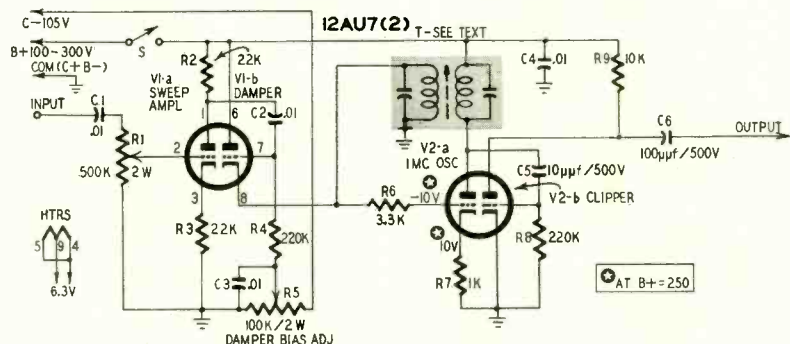 C-105V
12AU7(2)
B+100-300V
S
T-SEE TEXT
COM(C+B-)
R2
22K
C4
.01
R9
10K
V1-a
SWEEP
AMPL
V1-b
DAMPER
INPUT
C1
.01
1
6
C2
.01
C6
100µµf/500V
OUTPUT
R1
500K
2W
2
7
V2-a
1MC OSC
C5
10µµf/500V
V2-b CLIPPER
3
8
R6
3.3K
-10V
10V
HTRS
5
9
4
6.3V
R3
22K
R4
220K
R7
1K
R8
220K
C3
.01
R5
100K/2W
DAMPER BIAS ADJ
AT B+=250